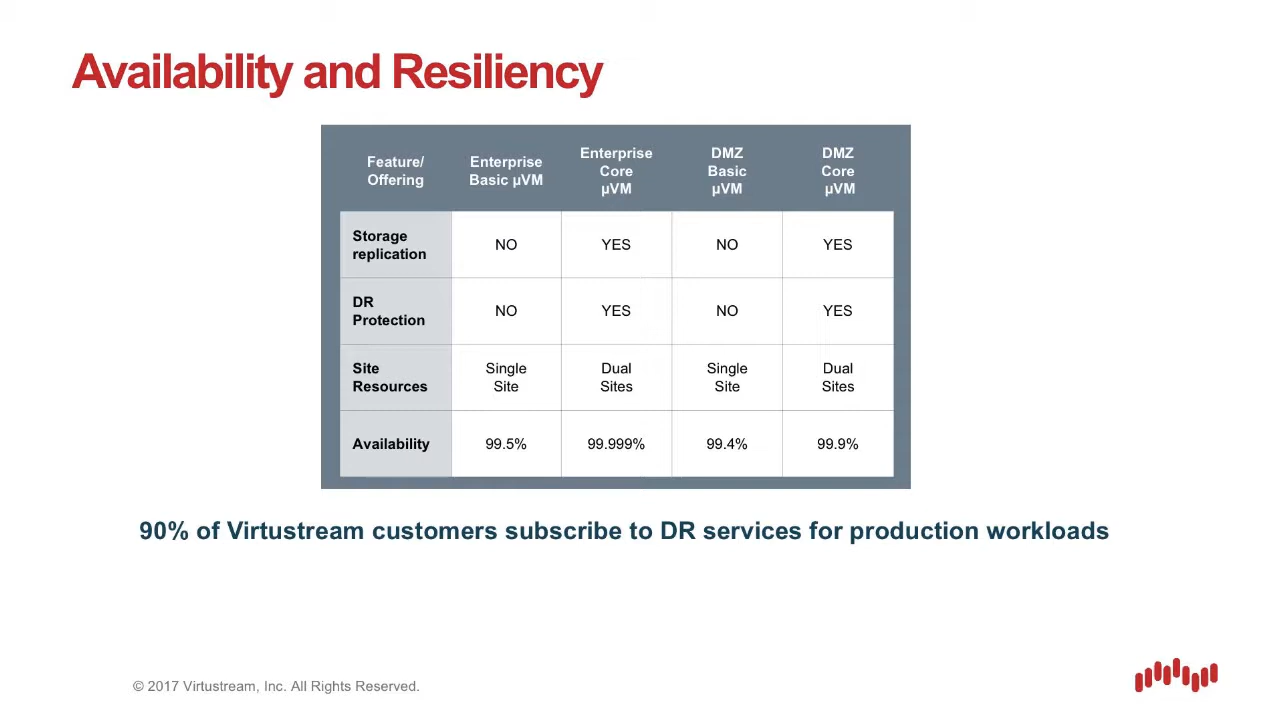 Availability and Resiliency
Feature/
Offering
Enterprise
Basic µVM
Enterprise
Core
µVM
DMZ
Basic
µVM
DMZ
Core
µVM
Storage
replication
NO
YES
NO
YES
DR
Protection
NO
YES
NO
YES
Site
Resources
Single
Site
Dual
Sites
Single
Site
Dual
Sites
Availability
99.5%
99.999%
99.4%
99.9%
90% of Virtustream customers subscribe to DR services for production workloads
© 2017 Virtustream, Inc. All Rights Reserved.